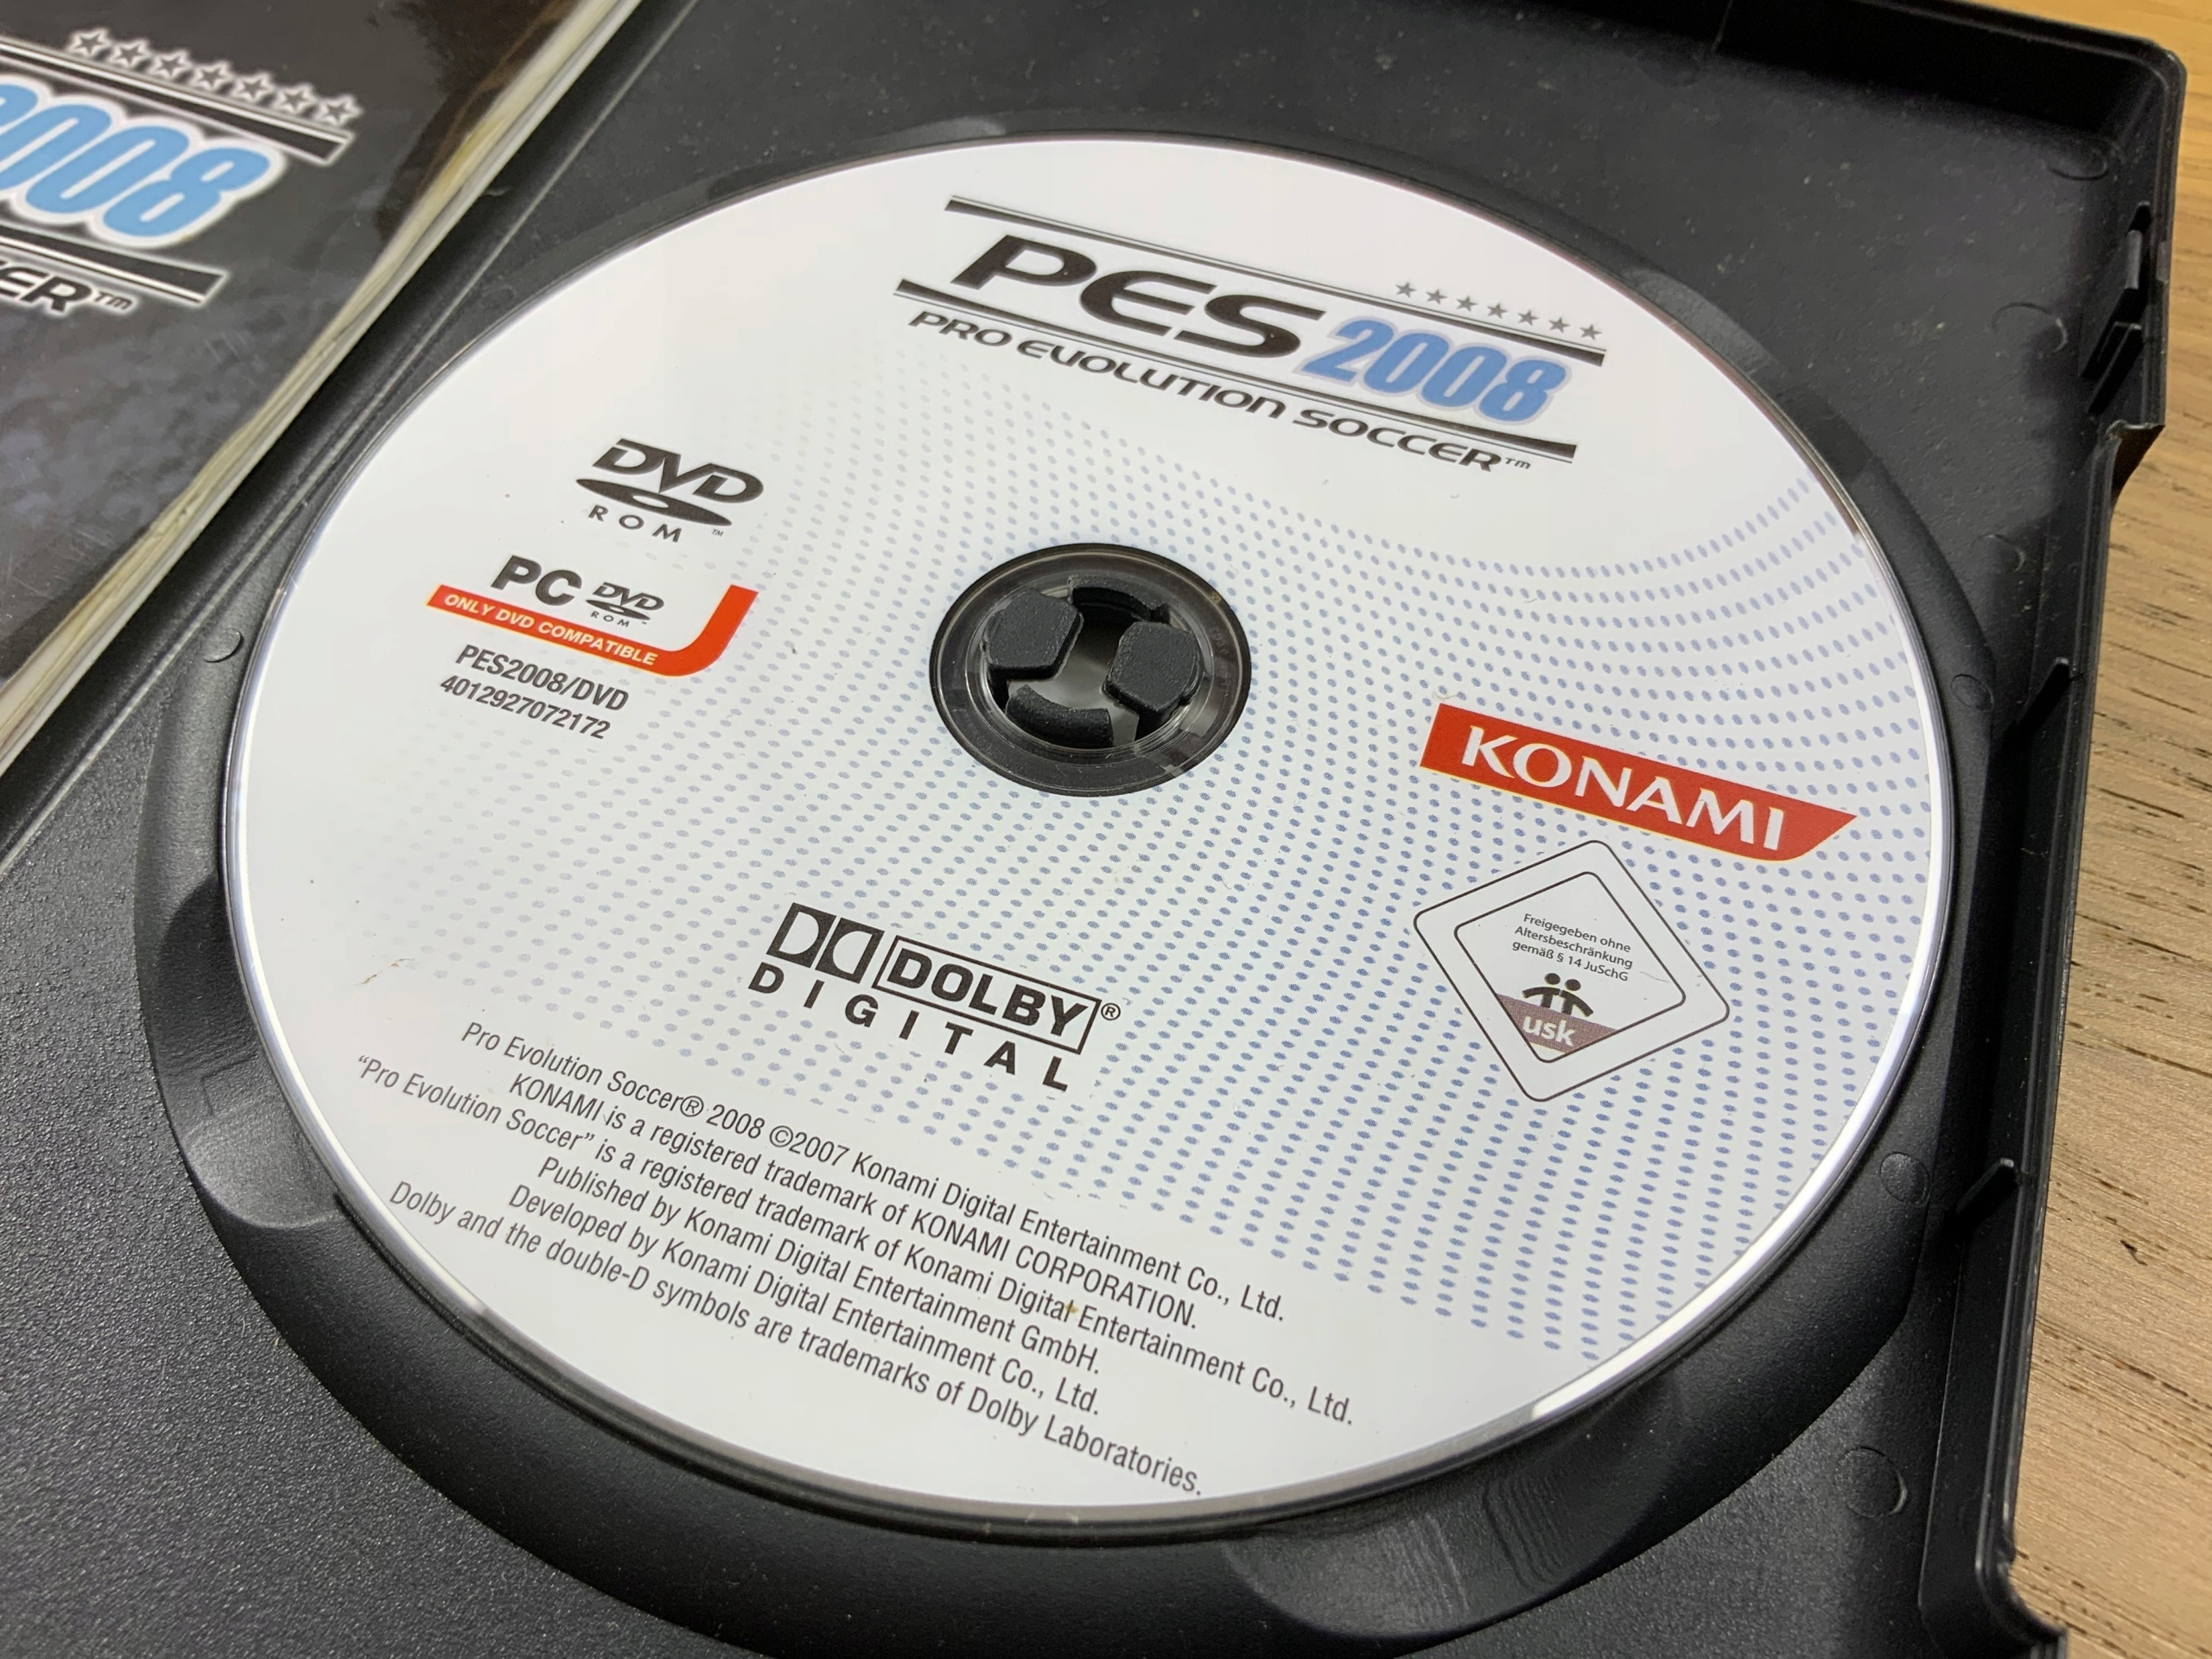 2008
ER™
PES 2008
PRO EVOLUTION SOCCER™
DVD
ROM ™
PC DVD
ROM ™
ONLY DVD COMPATIBLE
PES2008/DVD
4012927072172
KONAMI
Freigegeben ohne
Altersbeschränkung
gemäß § 14 JuSchG
usk
DOLBY®
DIGITAL
Pro Evolution Soccer® 2008 ©2007 Konami Digital Entertainment Co., Ltd.
KONAMI is a registered trademark of KONAMI CORPORATION.
“Pro Evolution Soccer” is a registered trademark of Konami Digital Entertainment Co., Ltd.
Published by Konami Digital Entertainment GmbH.
Developed by Konami Digital Entertainment Co., Ltd.
Dolby and the double-D symbols are trademarks of Dolby Laboratories.